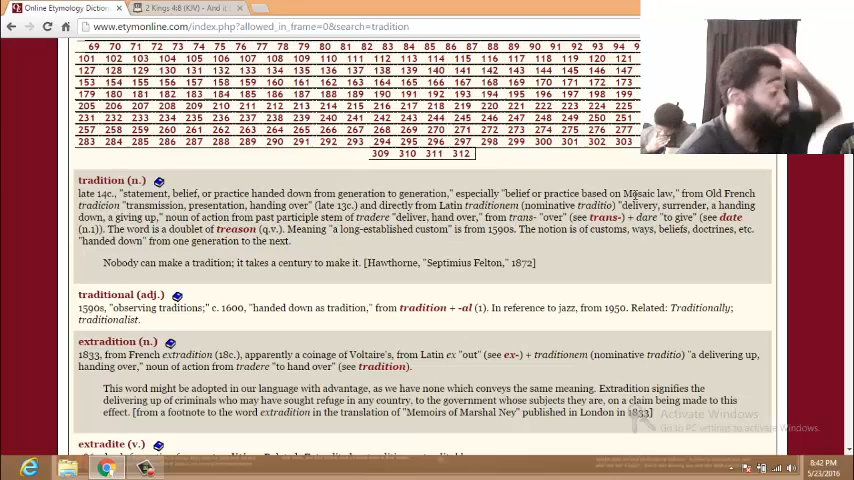 Online Etymology Diction
2 Kings 4:8 (KJV) - And it
www.etymonline.com/index.php?allowed_in_frame=0&search=tradition
69 70 71 72 73 74 75 76 77 78 79 80 81 82 83 84 85 86 87 88 89 90 91 92 93 94 9
101 102 103 104 105 106 107 108 109 110 111 112 113 114 115 116 117 118 119 120 121
127 128 129 130 131 132 133 134 135 136 137 138 139 140 141 142 143 144 145 146 147
153 154 155 156 157 158 159 160 161 162 163 164 165 166 167 168 169 170 171 172 173
179 180 181 182 183 184 185 186 187 188 189 190 191 192 193 194 195 196 197 198 199
205 206 207 208 209 210 211 212 213 214 215 216 217 218 219 220 221 222 223 224 225
231 232 233 234 235 236 237 238 239 240 241 242 243 244 245 246 247 248 249 250 251
257 258 259 260 261 262 263 264 265 266 267 268 269 270 271 272 273 274 275 276 277
283 284 285 286 287 288 289 290 291 292 293 294 295 296 297 298 299 300 301 302 303
309 310 311 312
tradition (n.)
late 14c., "statement, belief, or practice handed down from generation to generation," especially "belief or practice based on Mosaic law," from Old French
tradicion "transmission, presentation, handing over" (late 13c.) and directly from Latin traditionem (nominative traditio) "delivery, surrender, a handing
down, a giving up," noun of action from past participle stem of tradere "deliver, hand over," from trans- "over" (see trans-) + dare "to give" (see date
(n.1)). The word is a doublet of treason (q.v.). Meaning "a long-established custom" is from 1590s. The notion is of customs, ways, beliefs, doctrines, etc.
"handed down" from one generation to the next.
Nobody can make a tradition; it takes a century to make it. [Hawthorne, "Septimius Felton," 1872]
traditional (adj.)
1590s, "observing traditions;" c. 1600, "handed down as tradition," from tradition + -al (1). In reference to jazz, from 1950. Related: Traditionally;
traditionalist.
extradition (n.)
1833, from French extradition (18c.), apparently a coinage of Voltaire's, from Latin ex "out" (see ex-) + traditionem (nominative traditio) "a delivering up,
handing over," noun of action from tradere "to hand over" (see tradition).
This word might be adopted in our language with advantage, as we have none which conveys the same meaning. Extradition signifies the
delivering up of criminals who may have sought refuge in any country, to the government whose subjects they are, on a claim being made to this
effect. [from a footnote to the word extradition in the translation of "Memoirs of Marshal Ney" published in London in 1833]
Activate Windows
Go to PC settings to activate Windows.
extradite (v.)
8:42 PM
5/23/2016